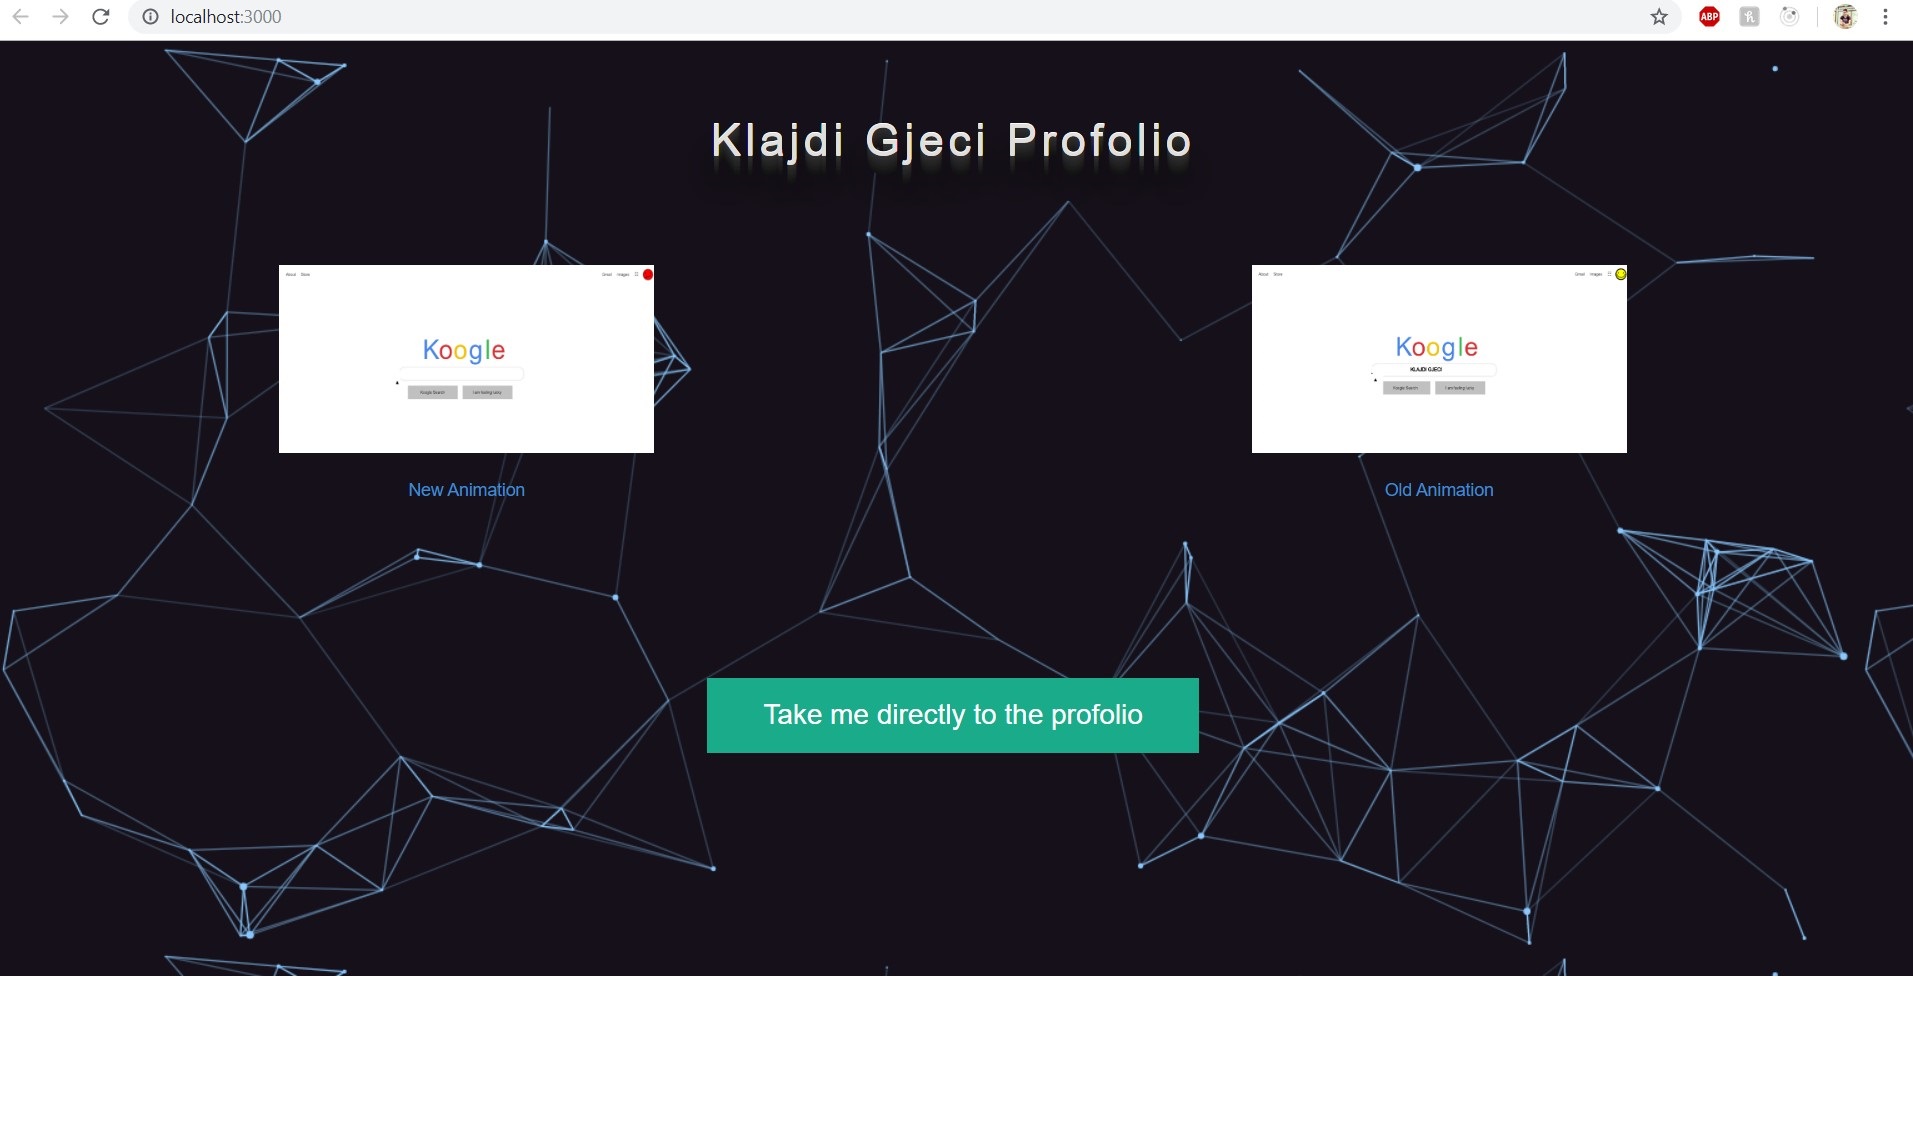 localhost:3000
ABP
Klajdi Gjeci Profolio
About Store
Gmail Images
Koogle
Koogle Search
I am feeling lucky
New Animation
About Store
Gmail Images
Koogle
KLAJDI GJECI
Koogle Search
I am feeling lucky
Old Animation
Take me directly to the profolio